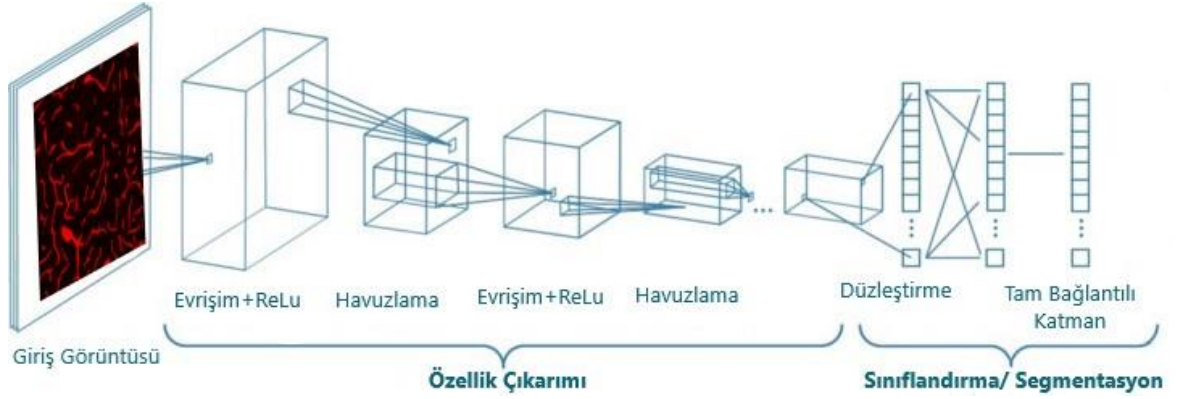 Evrişim+ReLu
Havuzlama
Evrişim+ReLu
Havuzlama
Düzleştirme
Tam Bağlantılı
Katman
Giriş Görüntüsü
Özellik Çıkarımı
Sınıflandırma/ Segmentasyon